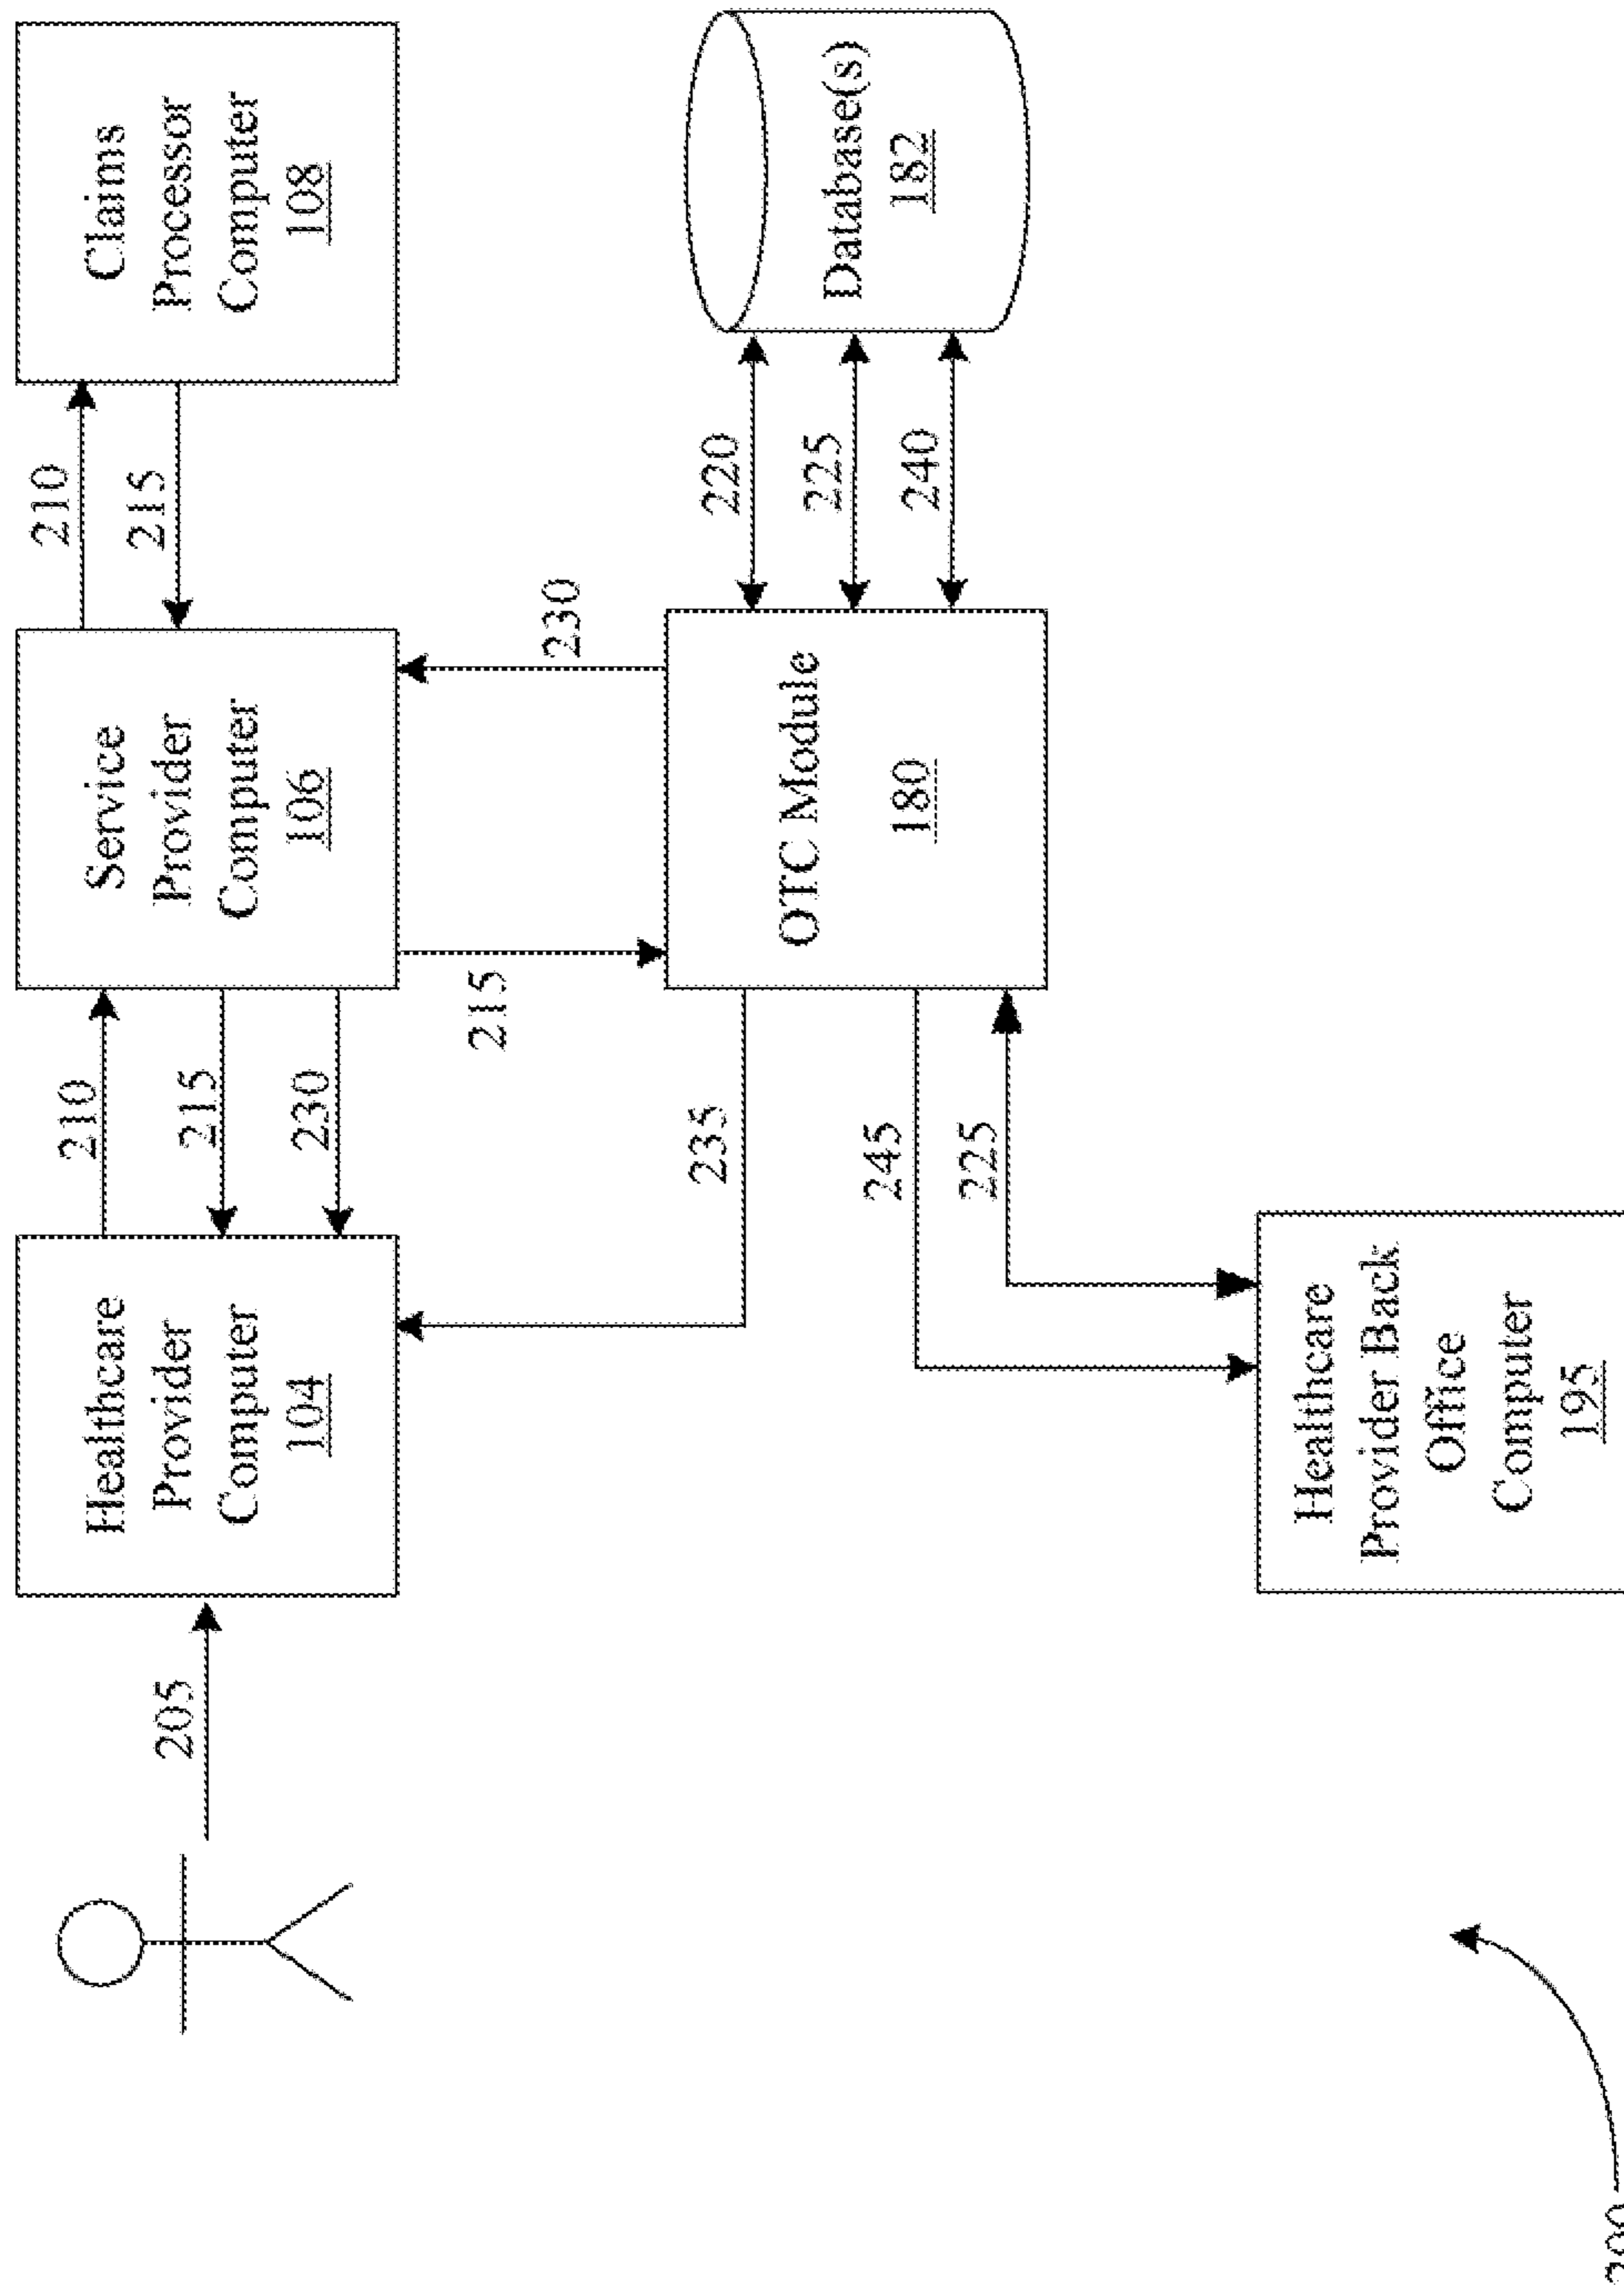 205
Healthcare
Provider
Computer
104
210
215
230
Service
Provider
Computer
106
210
215
Claims
Processor
Computer
108
215
230
235
245
225
OTC Module
180
220
225
240
Database(s)
182
Healthcare
Provider Back
Office
Computer
195